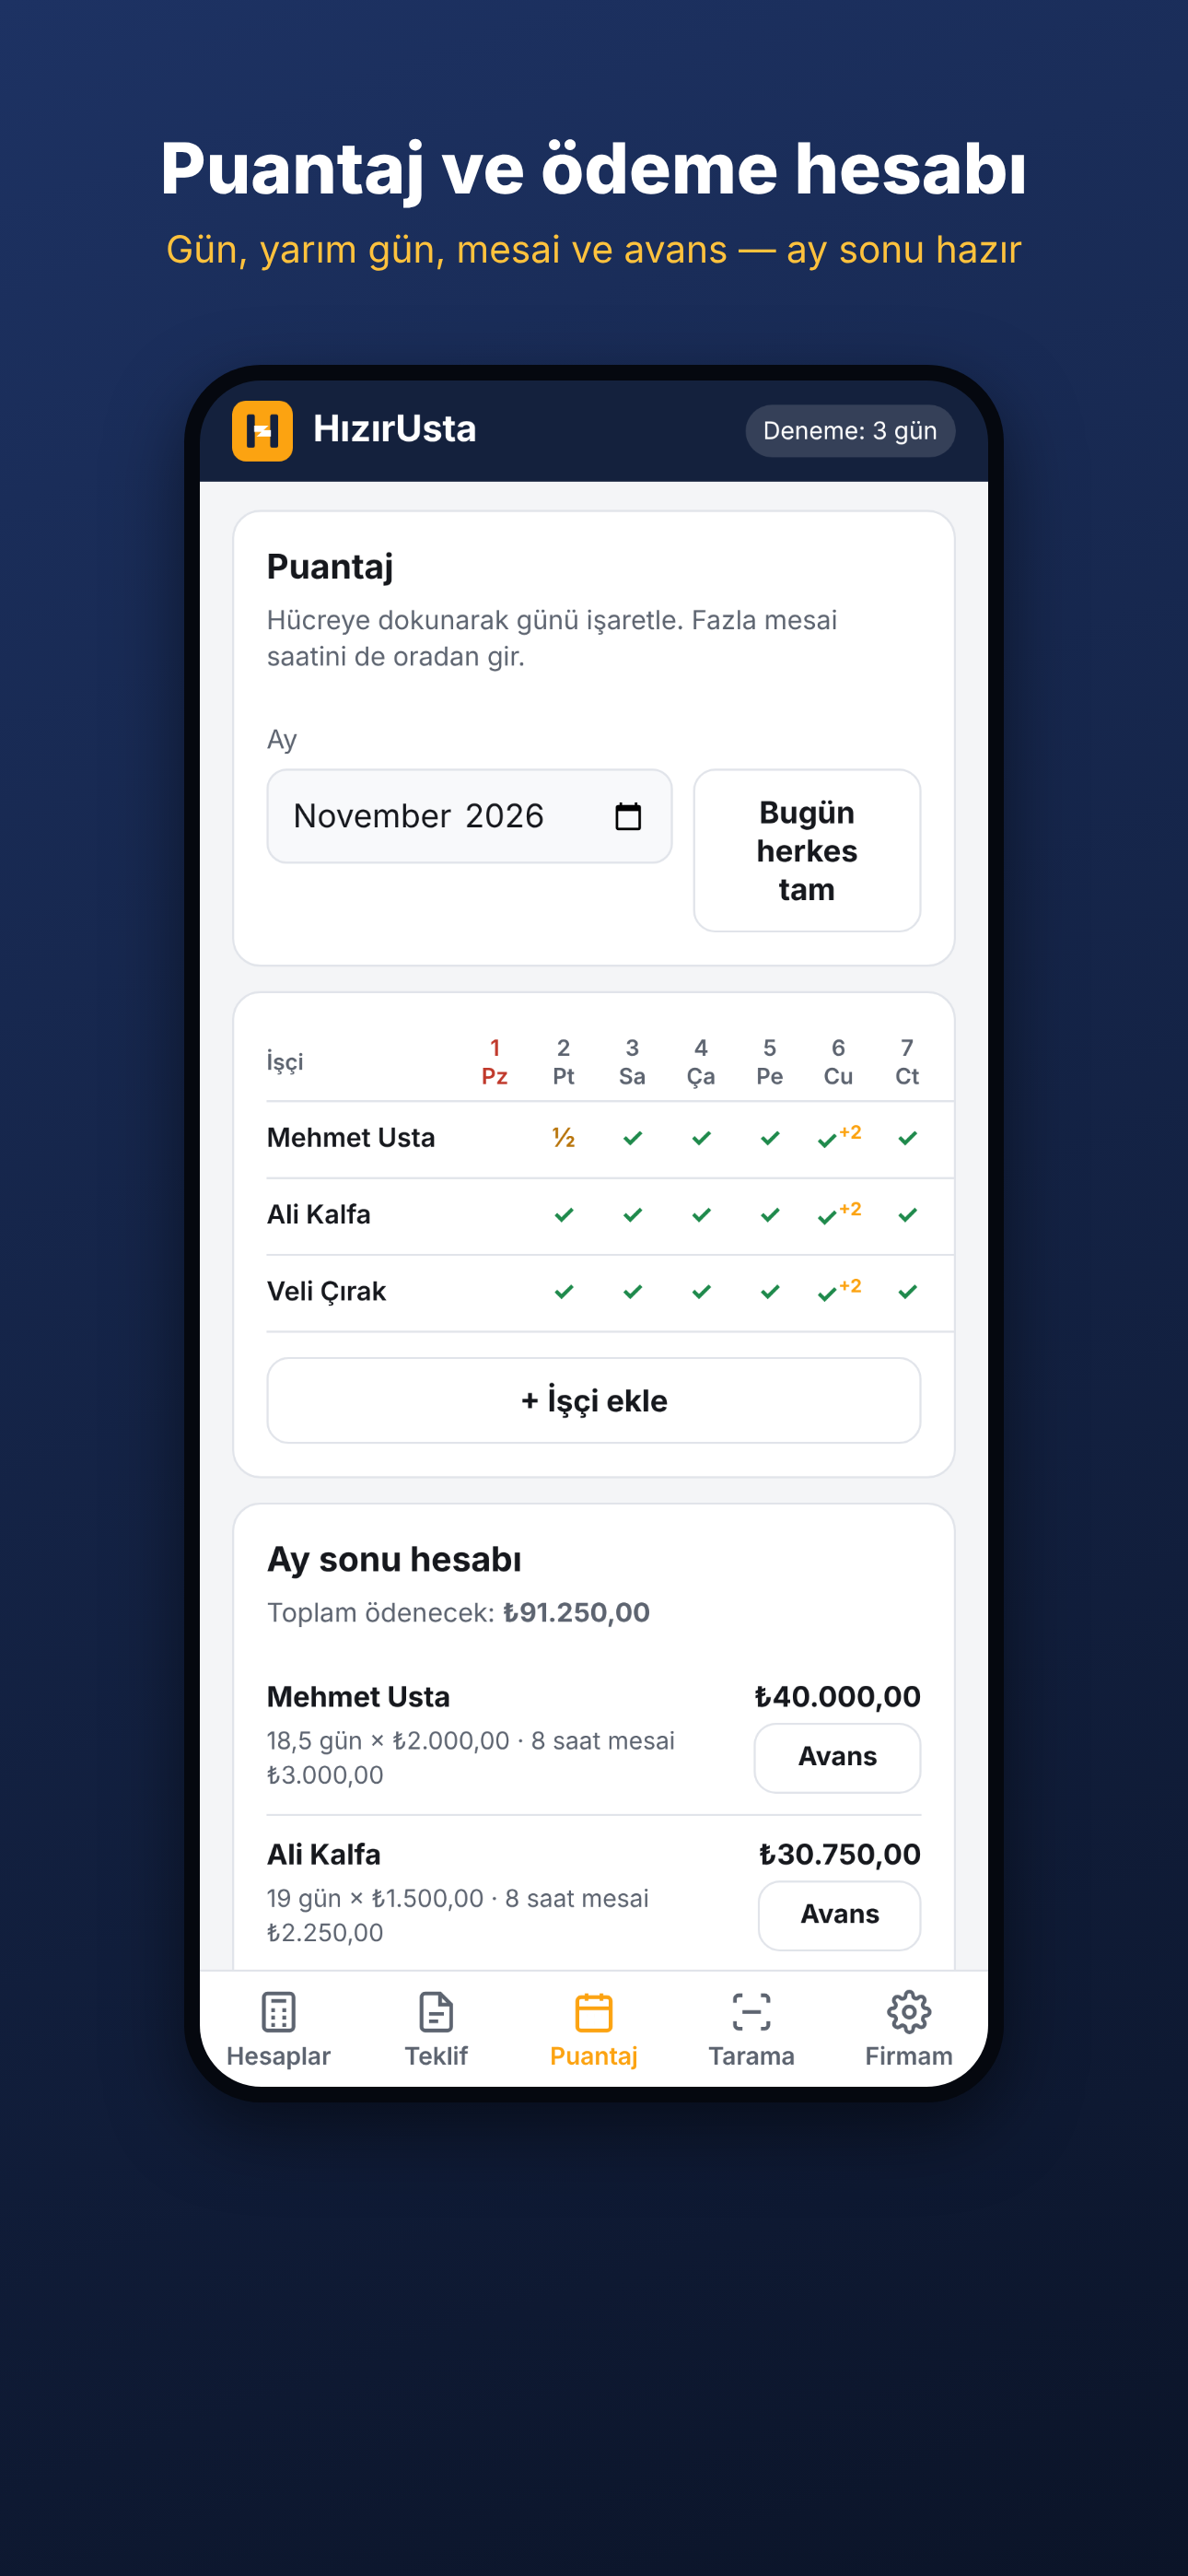 Puantaj ve ödeme hesabı
Gün, yarım gün, mesai ve avans — ay sonu hazır
HızırUsta
Deneme: 3 gün
Puantaj
Hücreye dokunarak günü işaretle. Fazla mesai
saatini de oradan gir.
Ay
November 2026
Bugün
herkes
tam
İşçi
1 2 3 4 5 6 7
Pz Pt Sa Ça Pe Cu Ct
Mehmet Usta ½ ✓ ✓ ✓ ✓+2 ✓
Ali Kalfa ✓ ✓ ✓ ✓ ✓+2 ✓
Veli Çırak ✓ ✓ ✓ ✓ ✓+2 ✓
+ İşçi ekle
Ay sonu hesabı
Toplam ödenecek: ₺91.250,00
Mehmet Usta ₺40.000,00
18,5 gün × ₺2.000,00 · 8 saat mesai
₺3.000,00
Avans
Ali Kalfa ₺30.750,00
19 gün × ₺1.500,00 · 8 saat mesai
₺2.250,00
Avans
Hesaplar Teklif Puantaj Tarama Firmam